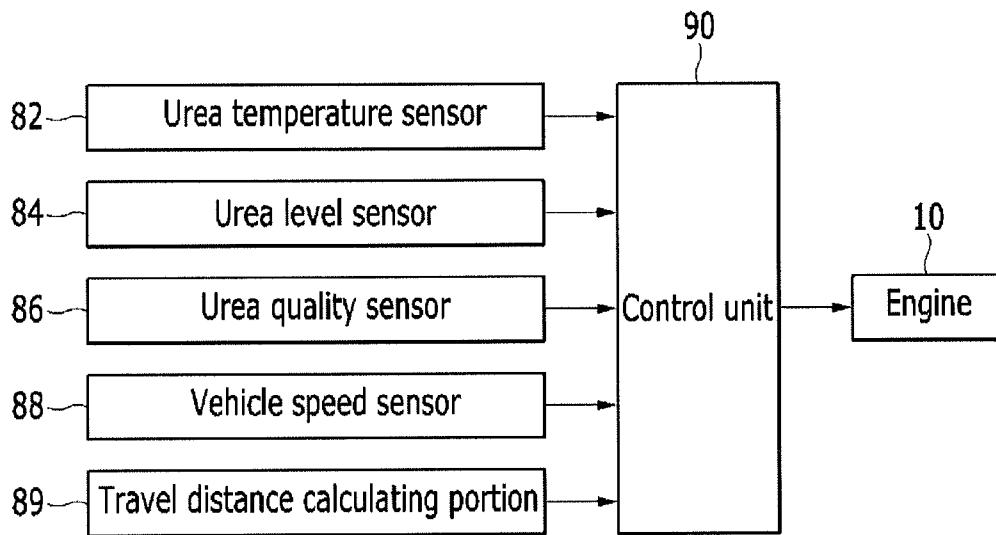 90
82 Urea temperature sensor
84 Urea level sensor
10
86 Urea quality sensor
Control unit
Engine
88 Vehicle speed sensor
89 Travel distance calculating portion